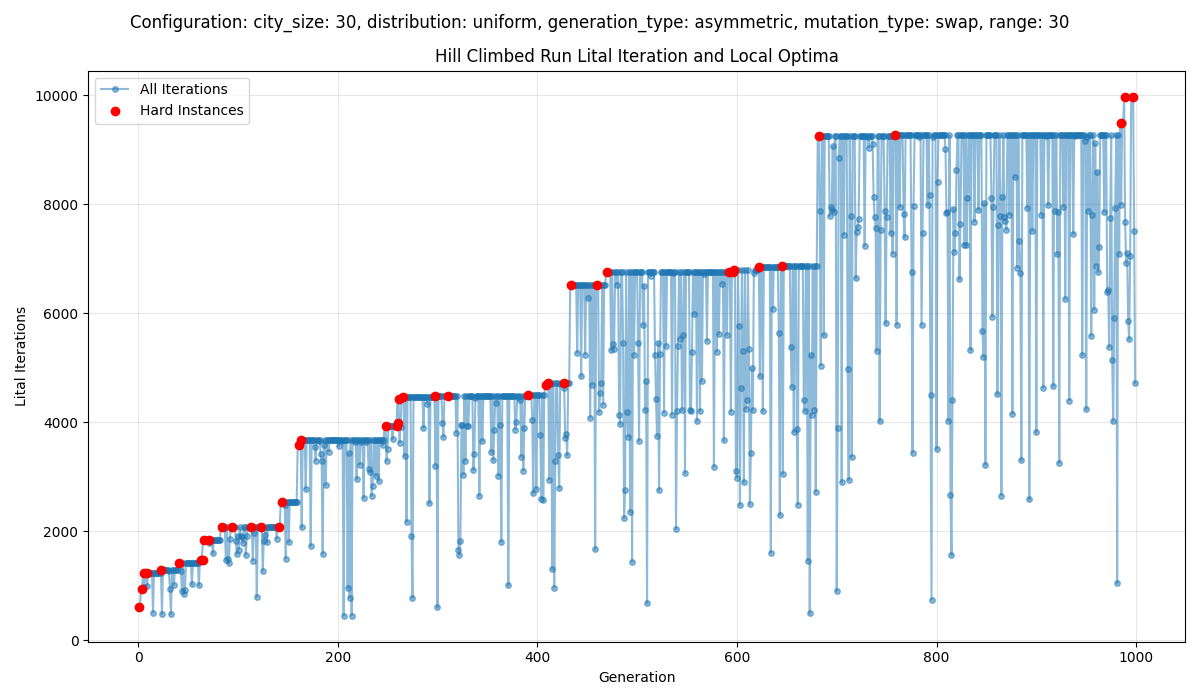 Configuration: city_size: 30, distribution: uniform, generation_type: asymmetric, mutation_type: swap, range: 30
Hill Climbed Run Lital Iteration and Local Optima
All Iterations
Hard Instances
10000
8000
6000
4000
2000
0
Lital Iterations
0 200 400 600 800 1000
Generation